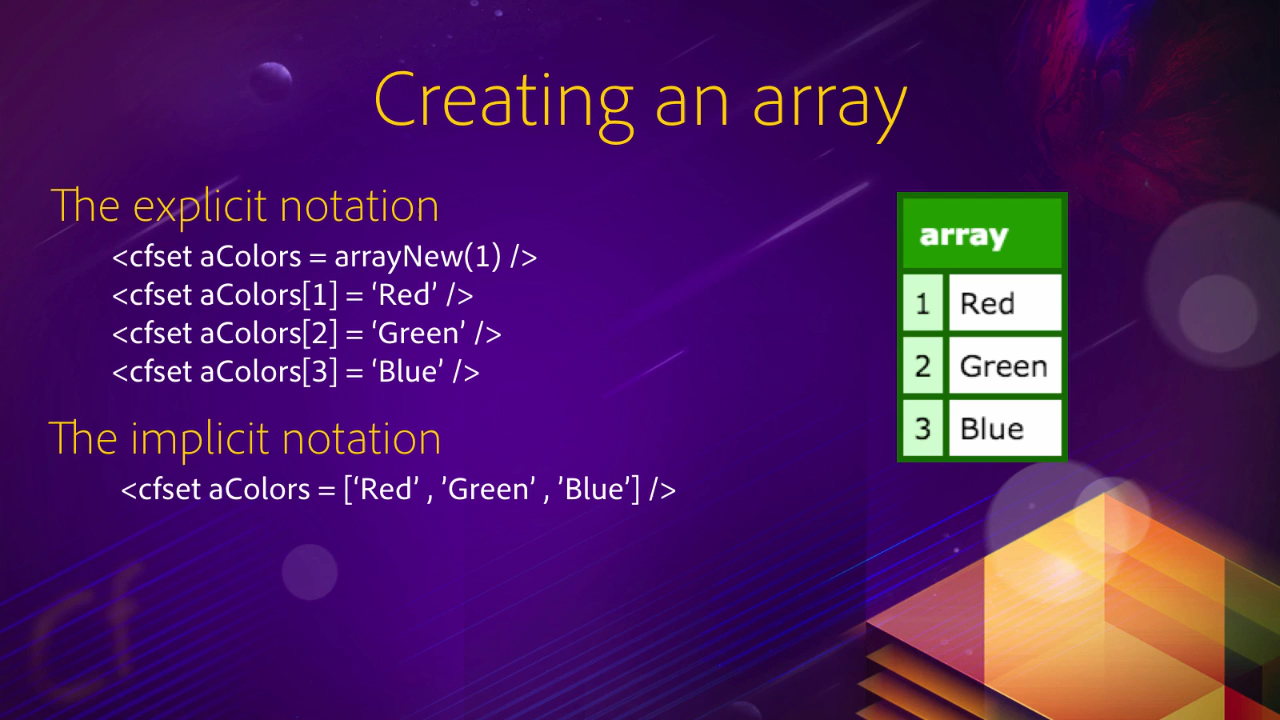 Creating an array
The explicit notation
<cfset aColors = arrayNew(1) />
<cfset aColors[1] = ‘Red’ />
<cfset aColors[2] = ‘Green’ />
<cfset aColors[3] = ‘Blue’ />
The implicit notation
<cfset aColors = [‘Red’ , ’Green’ , ’Blue’] />
array
1 Red
2 Green
3 Blue
Cf